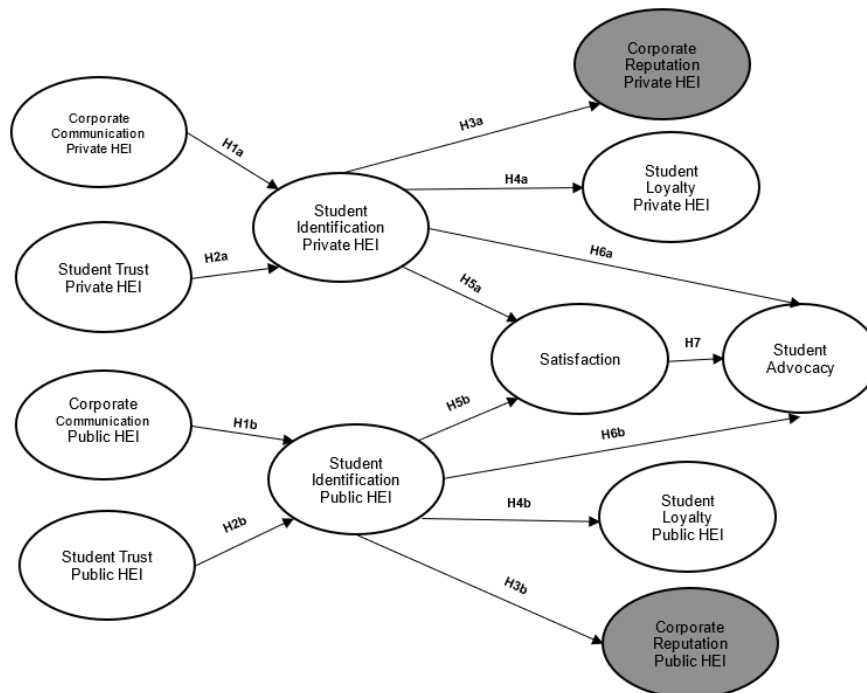 Corporate
Reputation
Private HEI
Corporate
Communication
Private HEI
H1a
H3a
H4a
Student
Loyalty
Private HEI
Student
Identification
Private HEI
Student Trust
Private HEI
H2a
H6a
H5a
Satisfaction
H7
Student
Advocacy
Corporate
Communication
Public HEI
H1b
H5b
H6b
Student
Identification
Public HEI
H4b
Student
Loyalty
Public HEI
Student Trust
Public HEI
H2b
H3b
Corporate
Reputation
Public HEI